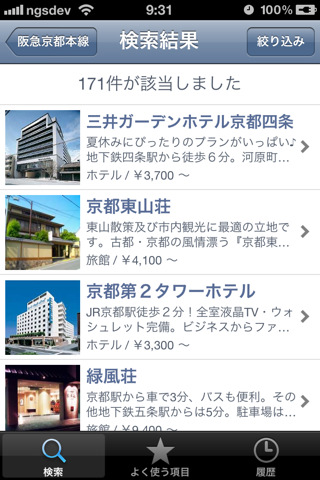 ngsdev 9:31 100%
阪急京都本線 検索結果 絞り込み
171件が該当しました
三井ガーデンホテル京都四条
夏休みにぴったりのプランがいっぱい♪
地下鉄四条駅から徒歩６分。河原町…
ホテル / ￥3,700 〜
京都東山荘
東山散策及び市内観光に最適の立地で
す。古都・京都の風情漂う『京都東…
旅館 / ￥4,100 〜
京都第２タワーホテル
JR京都駅徒歩２分！全室液晶TV・ウォ
シュレット完備。ビジネスからファ…
ホテル / ￥3,300 〜
緑風荘
京都駅から車で3分、バスも便利。その
他地下鉄五条駅からは5分。駐車場は…
旅館 / ￥9,400 〜
検索 よく使う項目 履歴